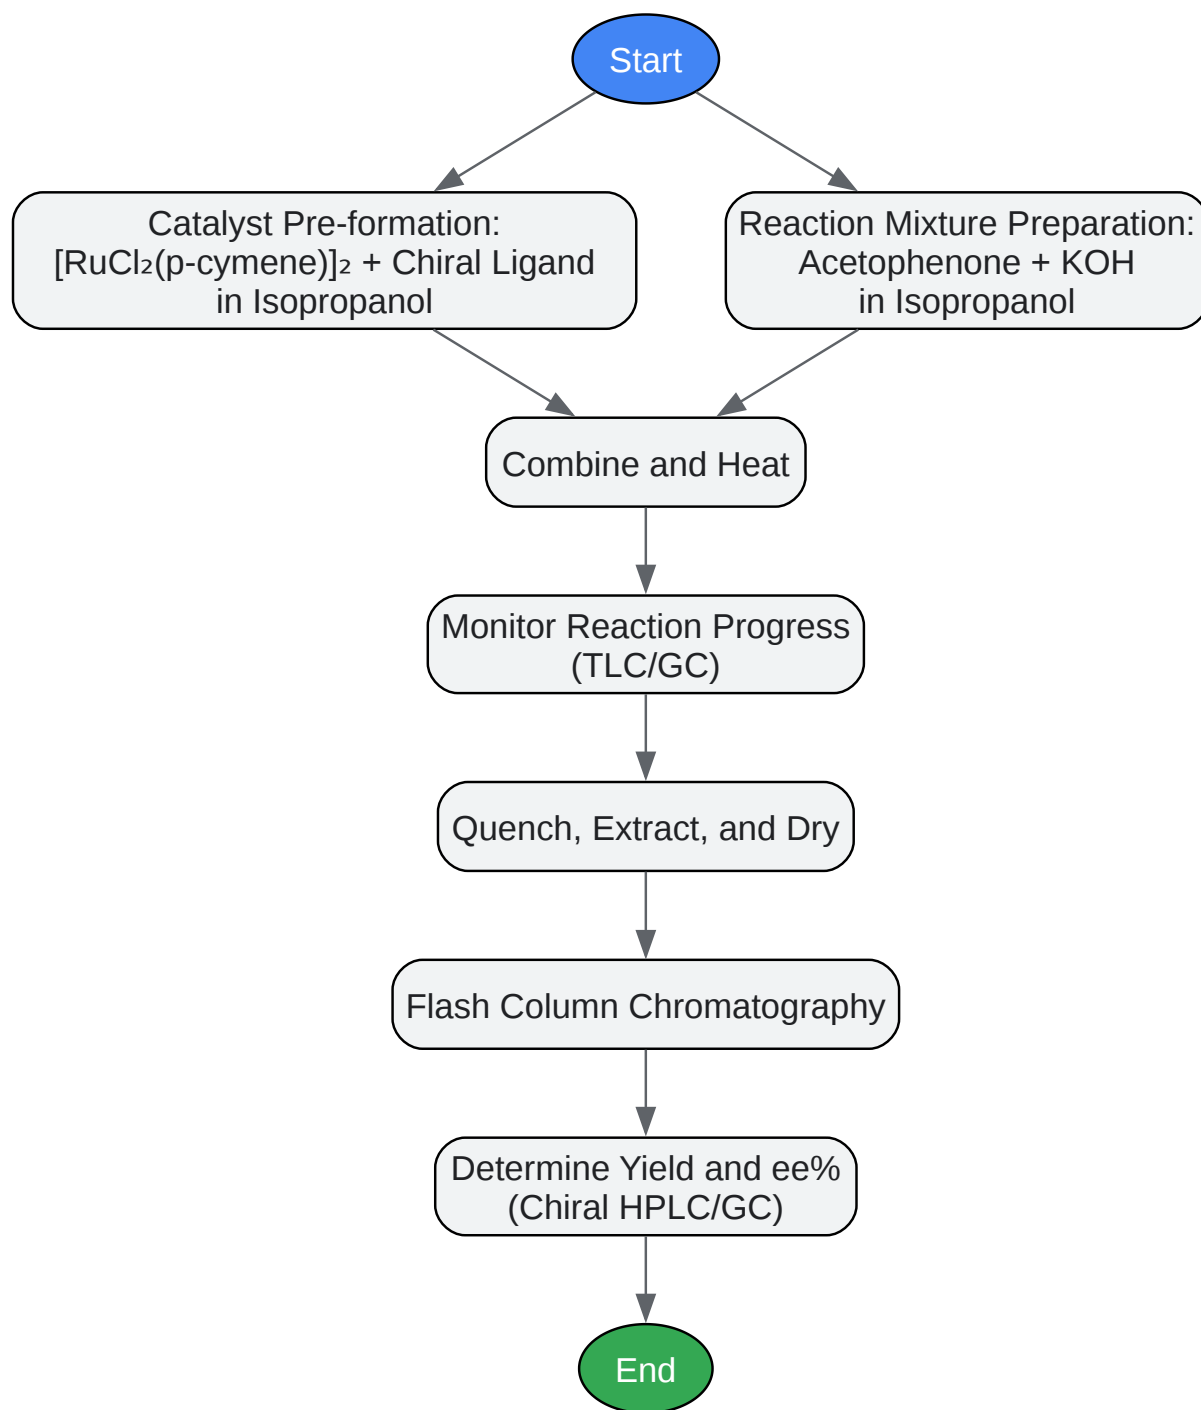 Start
Catalyst Pre-formation:
[RuCl₂(p-cymene)]₂ + Chiral Ligand
in Isopropanol
Reaction Mixture Preparation:
Acetophenone + KOH
in Isopropanol
Combine and Heat
Monitor Reaction Progress
(TLC/GC)
Quench, Extract, and Dry
Flash Column Chromatography
Determine Yield and ee%
(Chiral HPLC/GC)
End